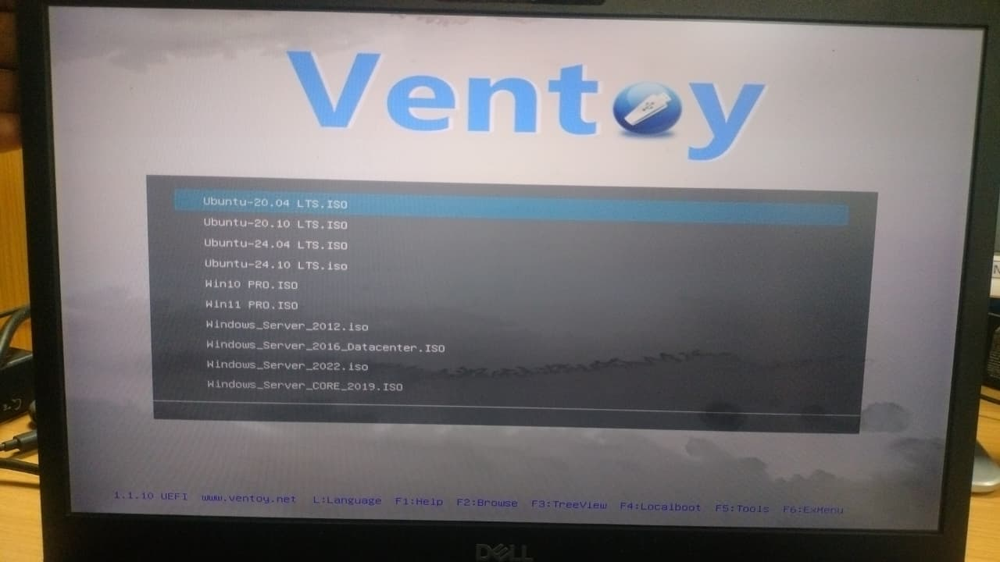 Ventoy
Ubuntu-20.04 LTS.ISO
Ubuntu-20.10 LTS.ISO
Ubuntu-24.04 LTS.ISO
Ubuntu-24.10 LTS.iso
Win10 PRO.ISO
Win11 PRO.ISO
Windows_Server_2012.iso
Windows_Server_2016_Datacenter.ISO
Windows_Server_2022.iso
Windows_Server_CORE_2019.ISO
1.1.10 UEFI www.ventoy.net L:Language F1:Help F2:Browse F3:TreeView F4:Localboot F5:Tools F6:ExMenu
DELL